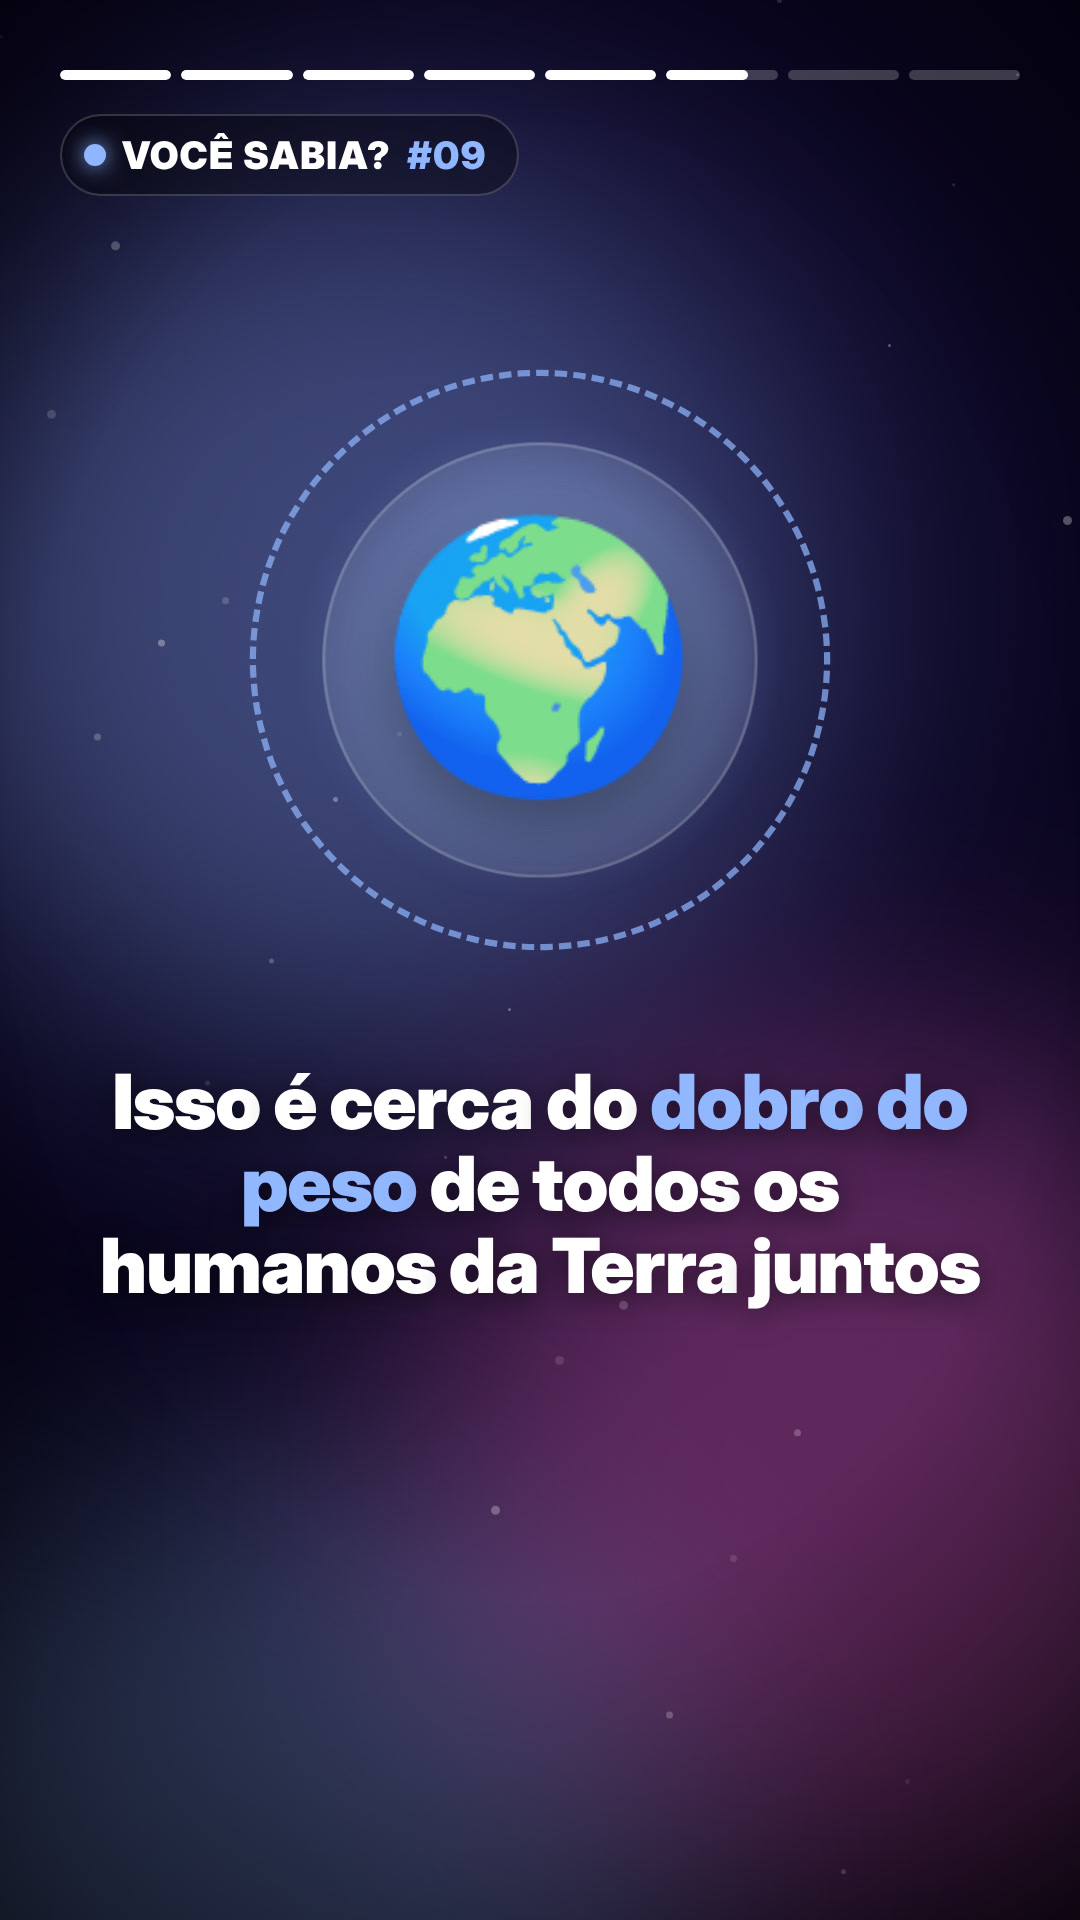 VOCÊ SABIA? #09
Isso é cerca do dobro do
peso de todos os
humanos da Terra juntos